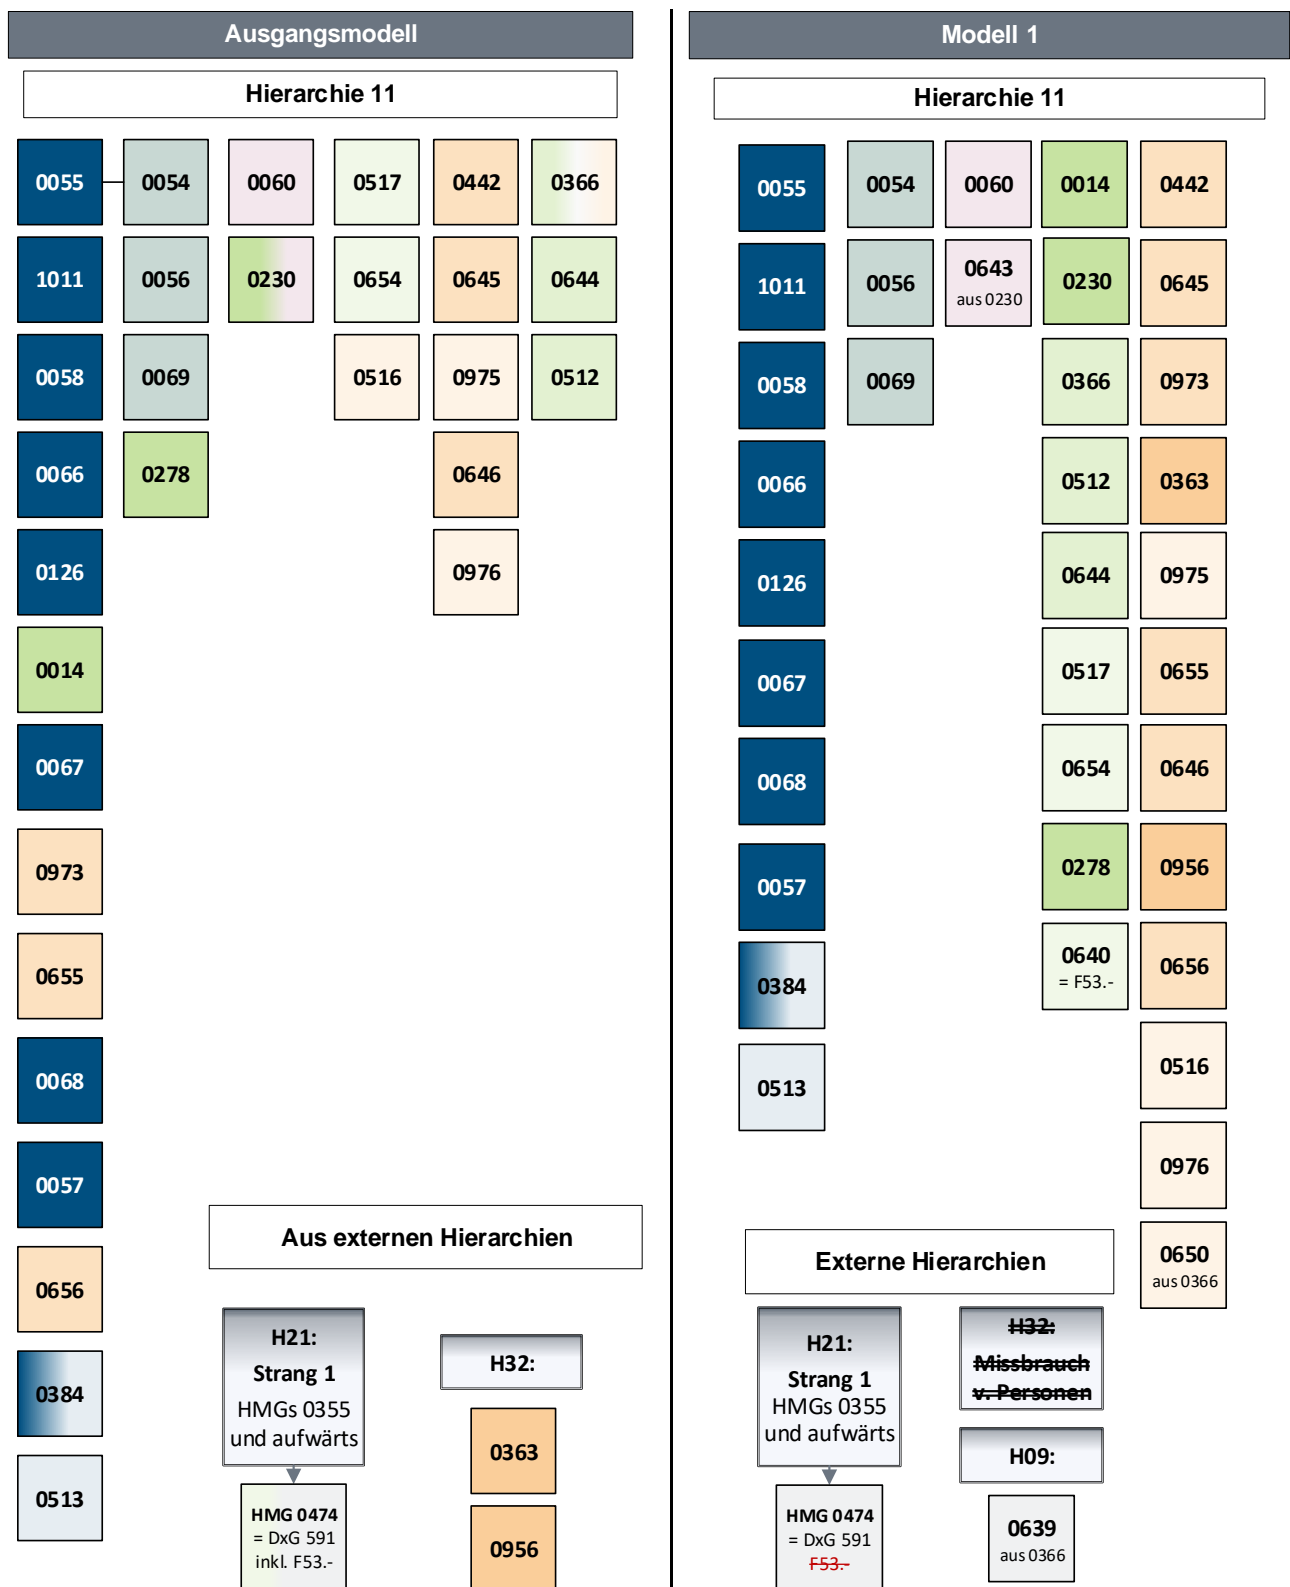 Ausgangsmodell
Hierarchie 11
0055 0054 0060 0517 0442 0366
1011 0056 0230 0654 0645 0644
0058 0069 0516 0975 0512
0066 0278 0646
0126 0976
0014
0067
0973
0655
0068
0057
0656
0384
0513
Aus externen Hierarchien
H21:
Strang 1
HMGs 0355
und aufwärts
HMG 0474
= DxG 591
inkl. F53.-
H32:
0363
0956
Modell 1
Hierarchie 11
0055 0054 0060 0014 0442
1011 0056 0643 0230 0645
aus 0230
0058 0069 0366 0973
0066 0512 0363
0126 0644 0975
0067 0517 0655
0068 0654 0646
0057 0278 0956
0384 0640 0656
= F53.-
0513 0516
0976
0650
aus 0366
Externe Hierarchien
H21:
Strang 1
HMGs 0355
und aufwärts
HMG 0474
= DxG 591
F53.-
H32:
Missbrauch
v. Personen
H09:
0639
aus 0366